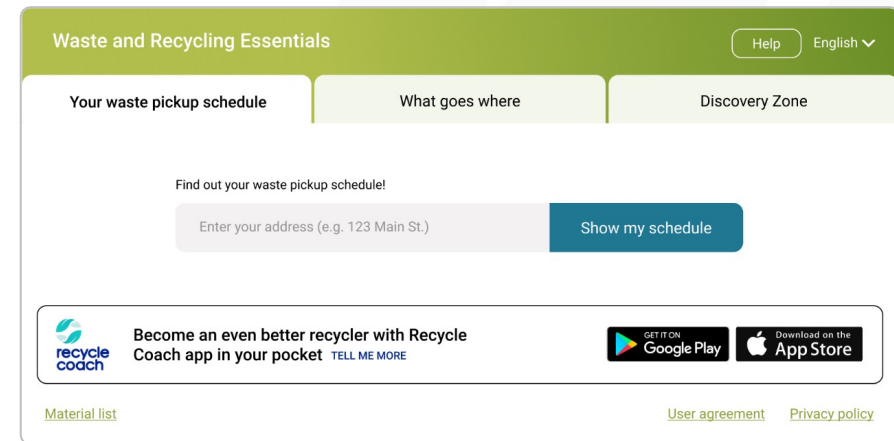 Waste and Recycling Essentials
Help
English
Your waste pickup schedule
What goes where
Discovery Zone
Find out your waste pickup schedule!
Enter your address (e.g. 123 Main St.)
Show my schedule
recycle
coach
Become an even better recycler with Recycle
Coach app in your pocket TELL ME MORE
GET IT ON
Google Play
Download on the
App Store
Material list
User agreement
Privacy policy